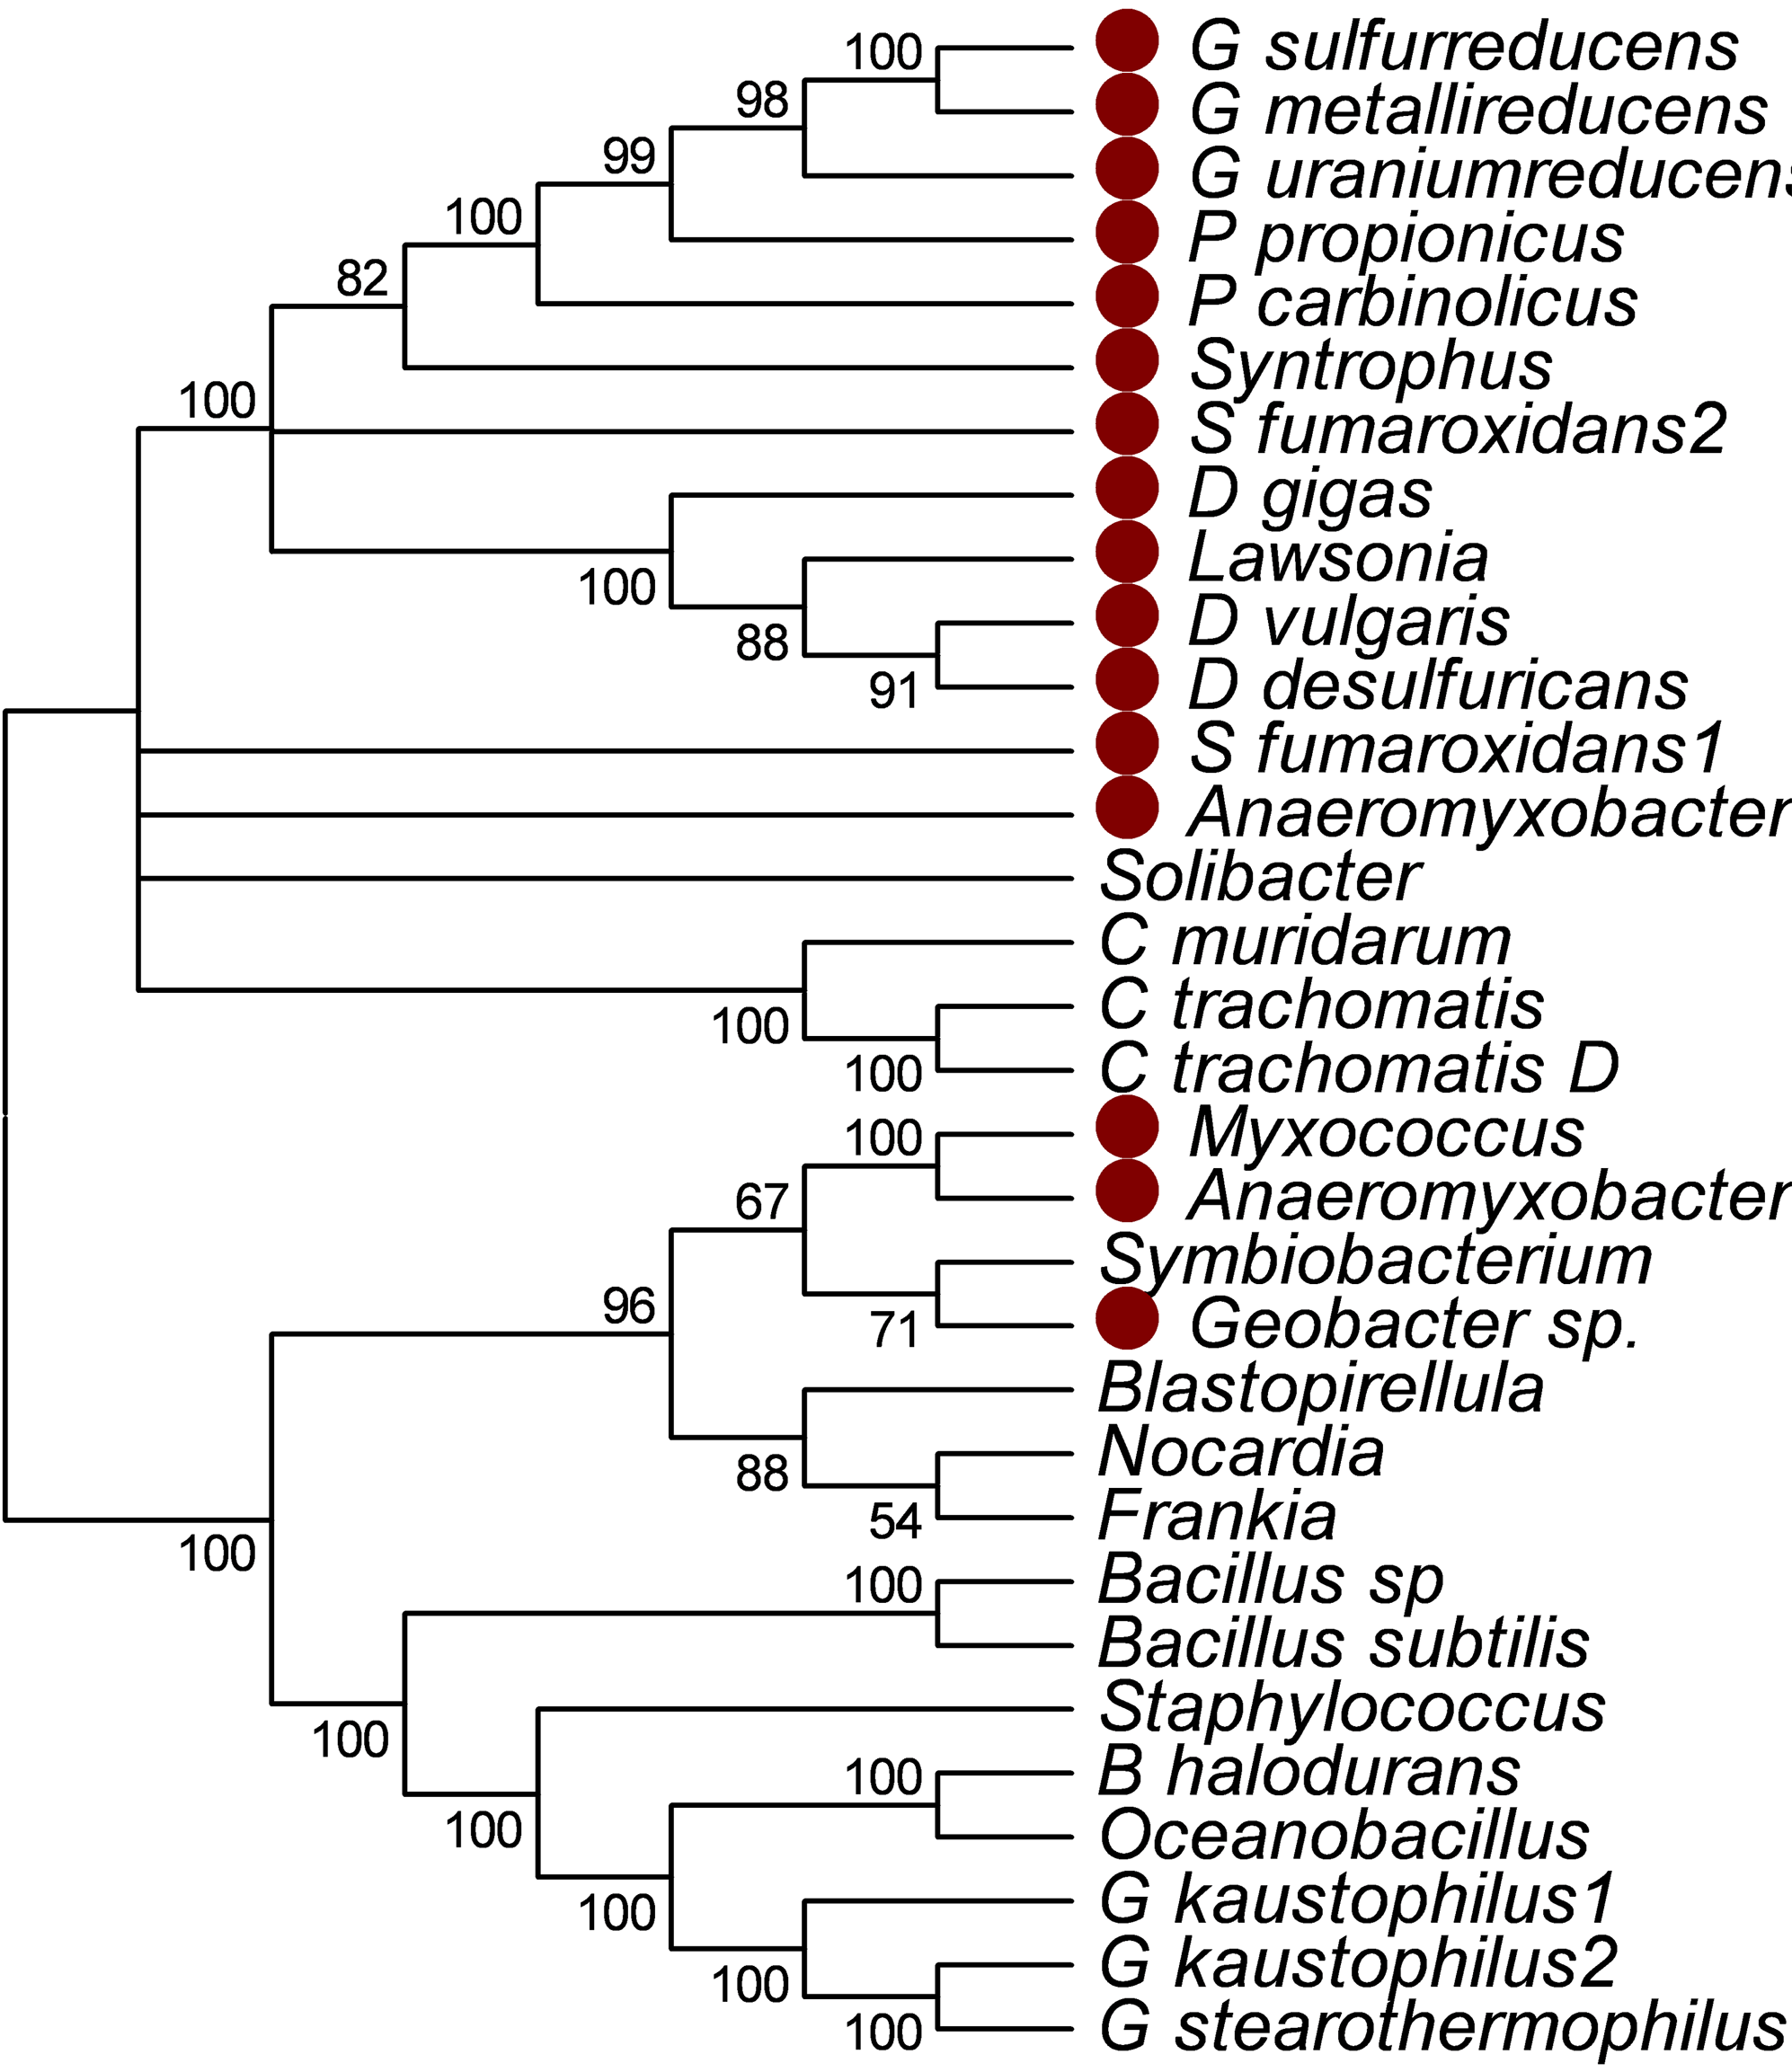 100
G sulfurreducens
98
G metallireducens
99
G uraniumreducens
100
P propionicus
82
P carbinolicus
Syntrophus
100
S fumaroxidans2
D gigas
Lawsonia
100
D vulgaris
88
91
D desulfuricans
S fumaroxidans1
Anaeromyxobacter
Solibacter
C muridarum
C trachomatis
100
100
C trachomatis D
100
Myxococcus
67
Anaeromyxobacter
Symbiobacterium
96
71
Geobacter sp.
Blastopirellula
Nocardia
88
54
Frankia
100
100
Bacillus sp
Bacillus subtilis
Staphylococcus
100
100
B halodurans
100
Oceanobacillus
G kaustophilus1
100
G kaustophilus2
100
100
G stearothermophilus